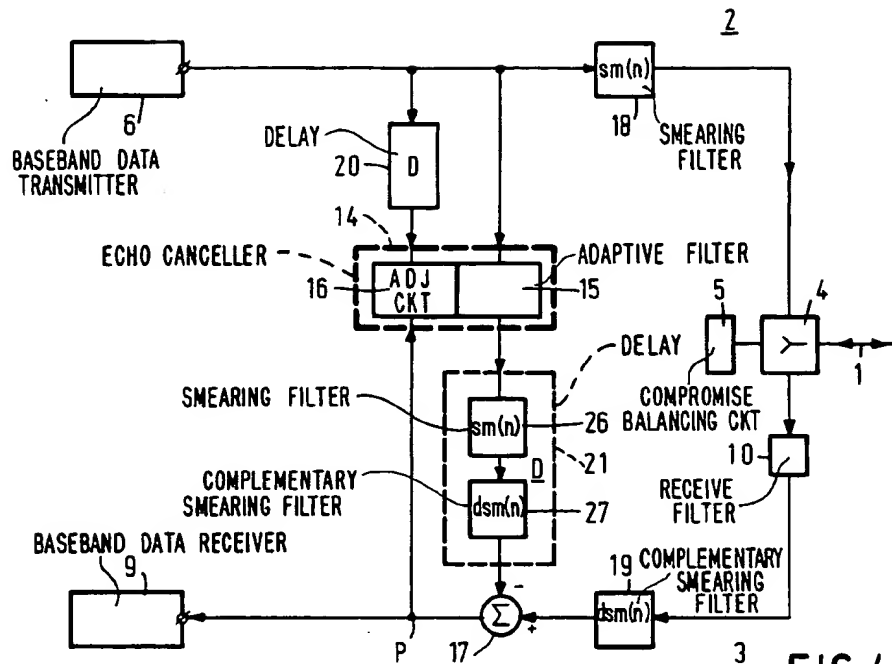 2
6
BASEBAND DATA
TRANSMITTER
sm(n)
18
SMEARING
FILTER
DELAY
20
D
14
ECHO CANCELLER
16
ADJ
CKT
15
ADAPTIVE FILTER
5
4
1
COMPROMISE
BALANCING CKT
DELAY
SMEARING FILTER
sm(n)
26
21
D
COMPLEMENTARY
SMEARING FILTER
dsm(n)
27
10
RECEIVE
FILTER
BASEBAND DATA RECEIVER
9
P
Σ
17
-
+
19
dsm(n)
COMPLEMENTARY
SMEARING
FILTER
3